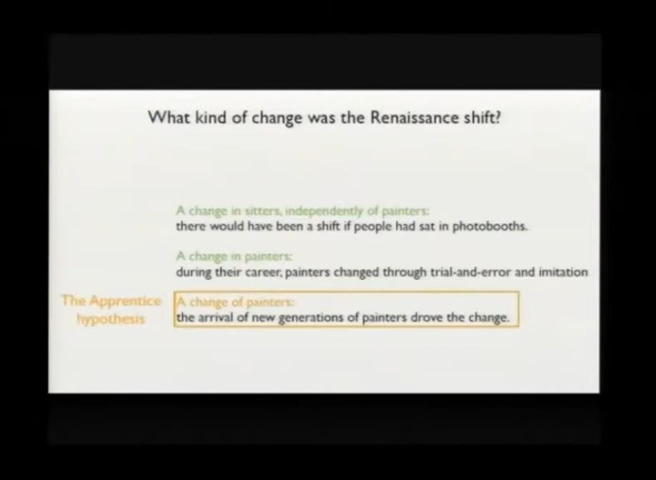 What kind of change was the Renaissance shift?
A change in sitters, independently of painters:
there would have been a shift if people had sat in photobooths.
A change in painters:
during their career, painters changed through trial-and-error and imitation
The Apprentice
hypothesis
A change of painters:
the arrival of new generations of painters drove the change.